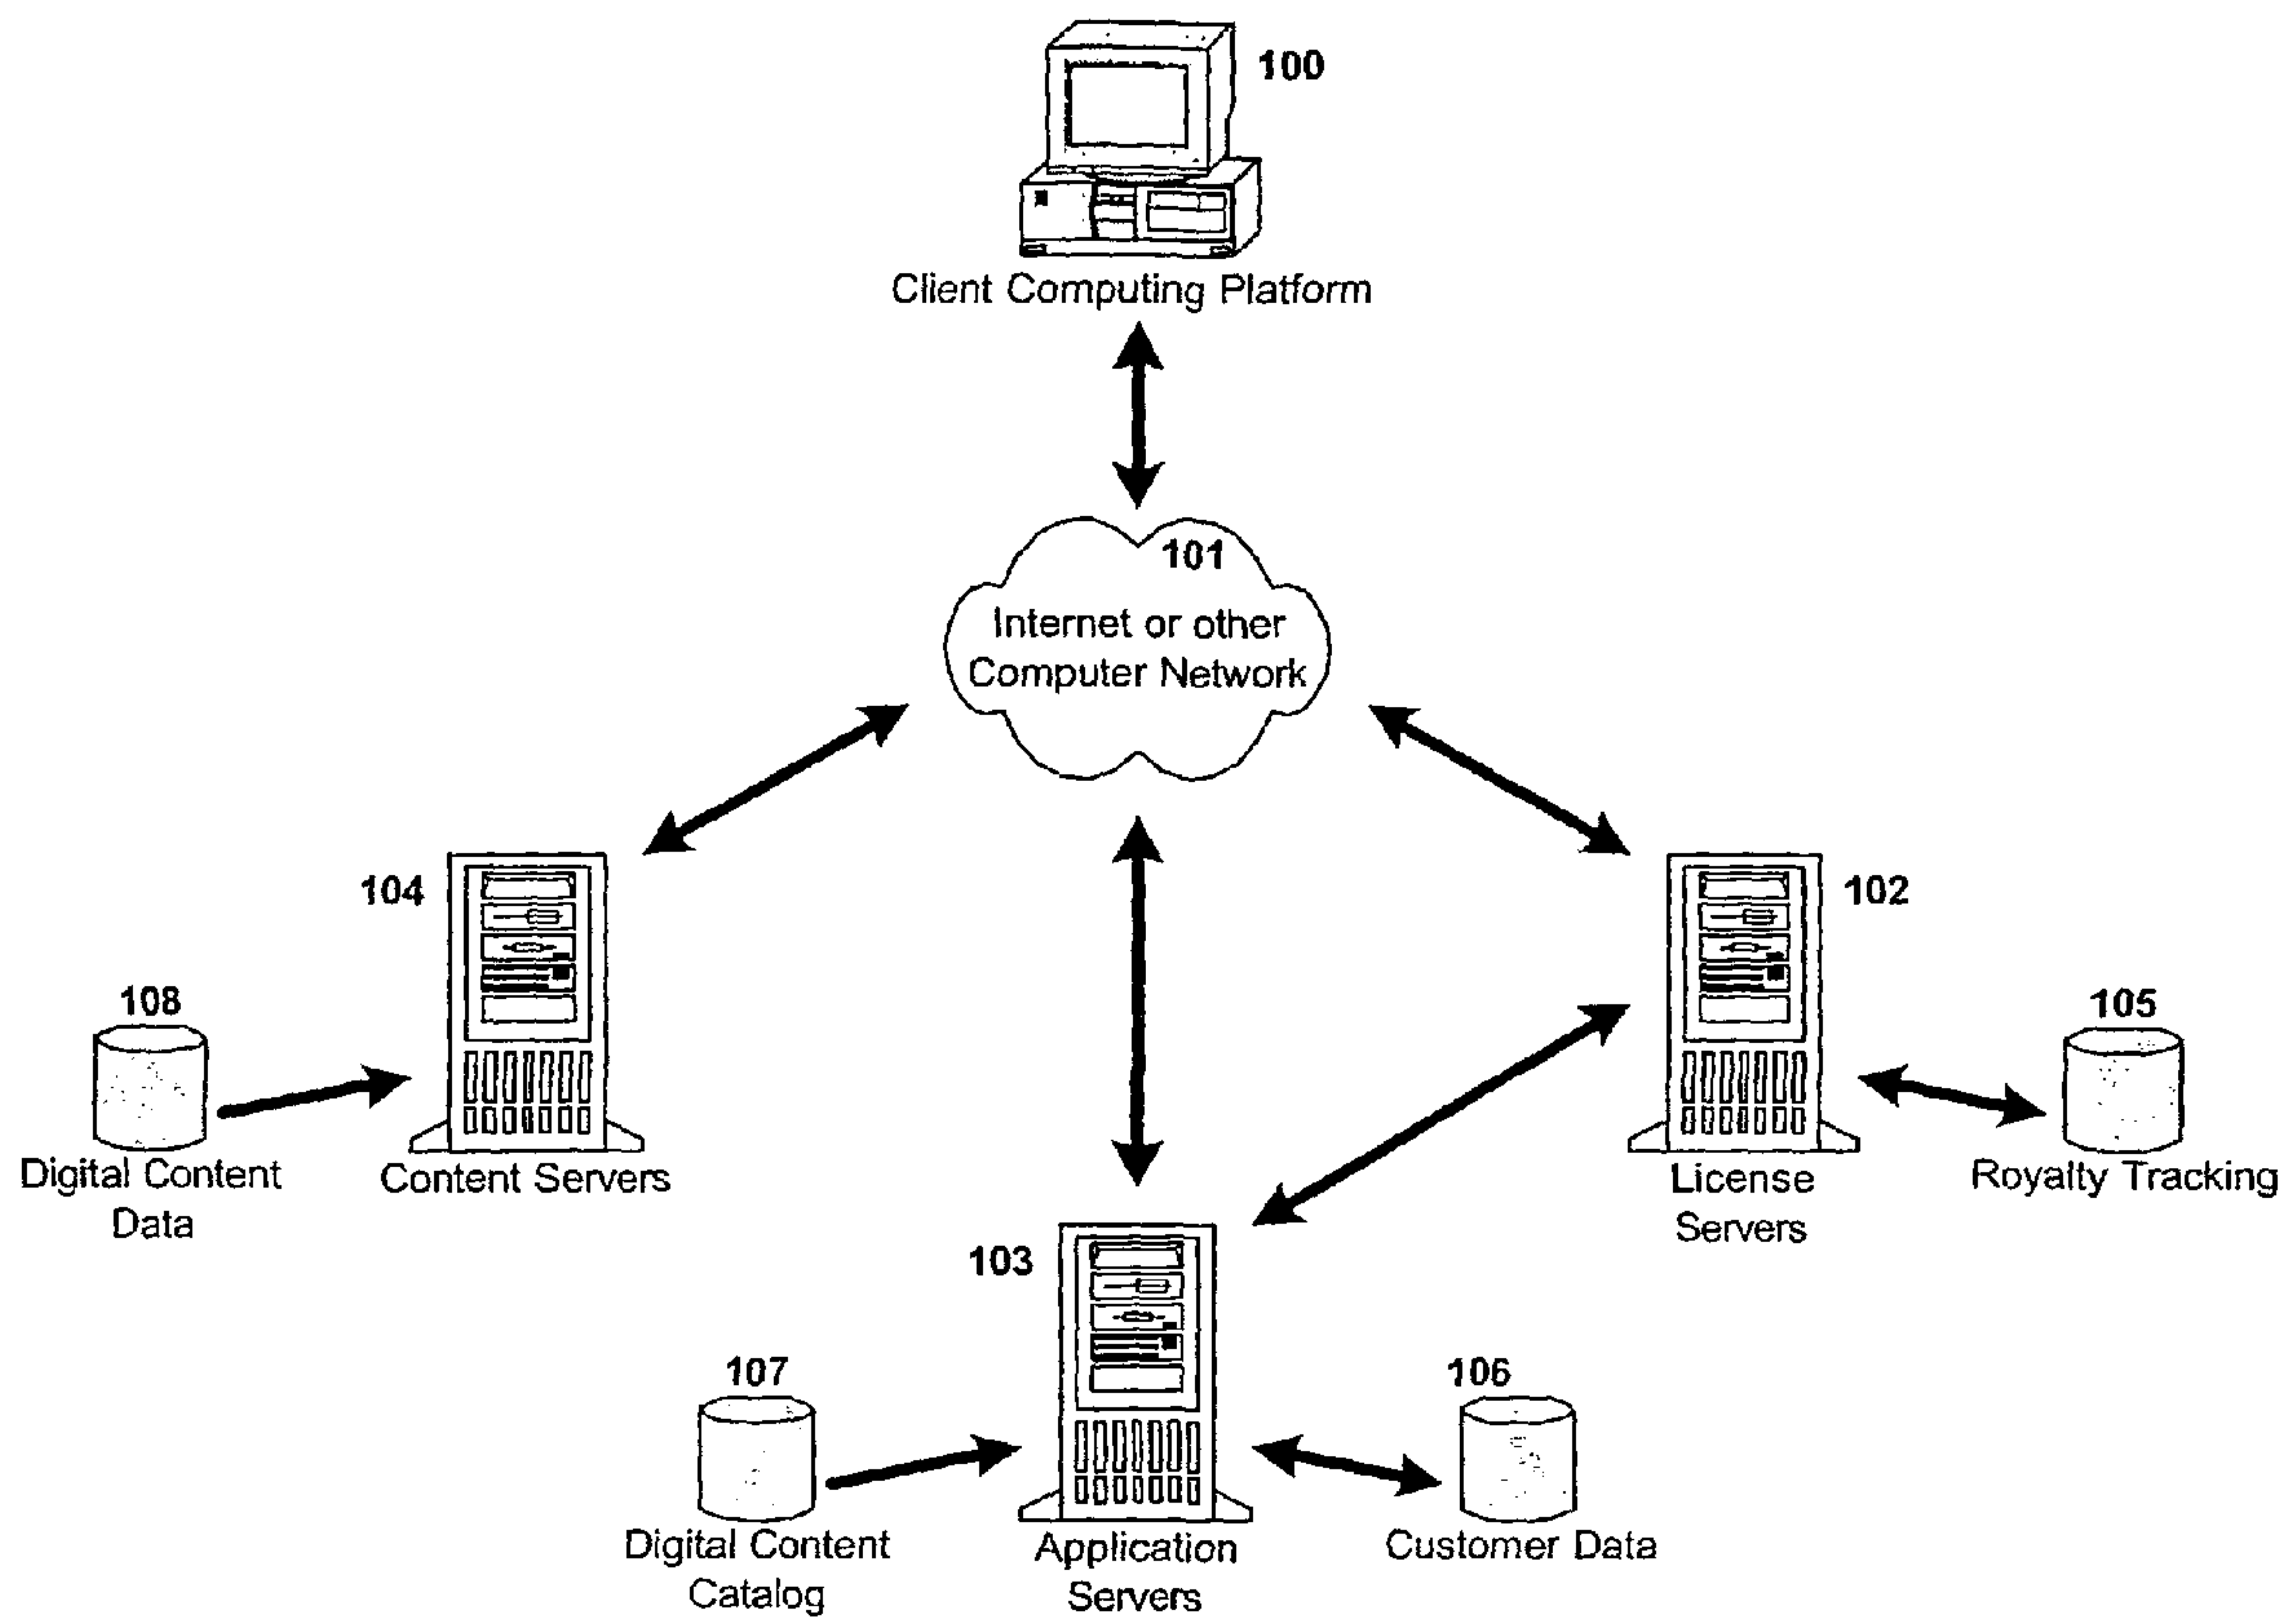 100
Client Computing Platform
101
Internet or other
Computer Network
104
102
108
105
Digital Content
Data
Content Servers
License
Servers
Royalty Tracking
103
107
106
Digital Content
Catalog
Application
Servers
Customer Data